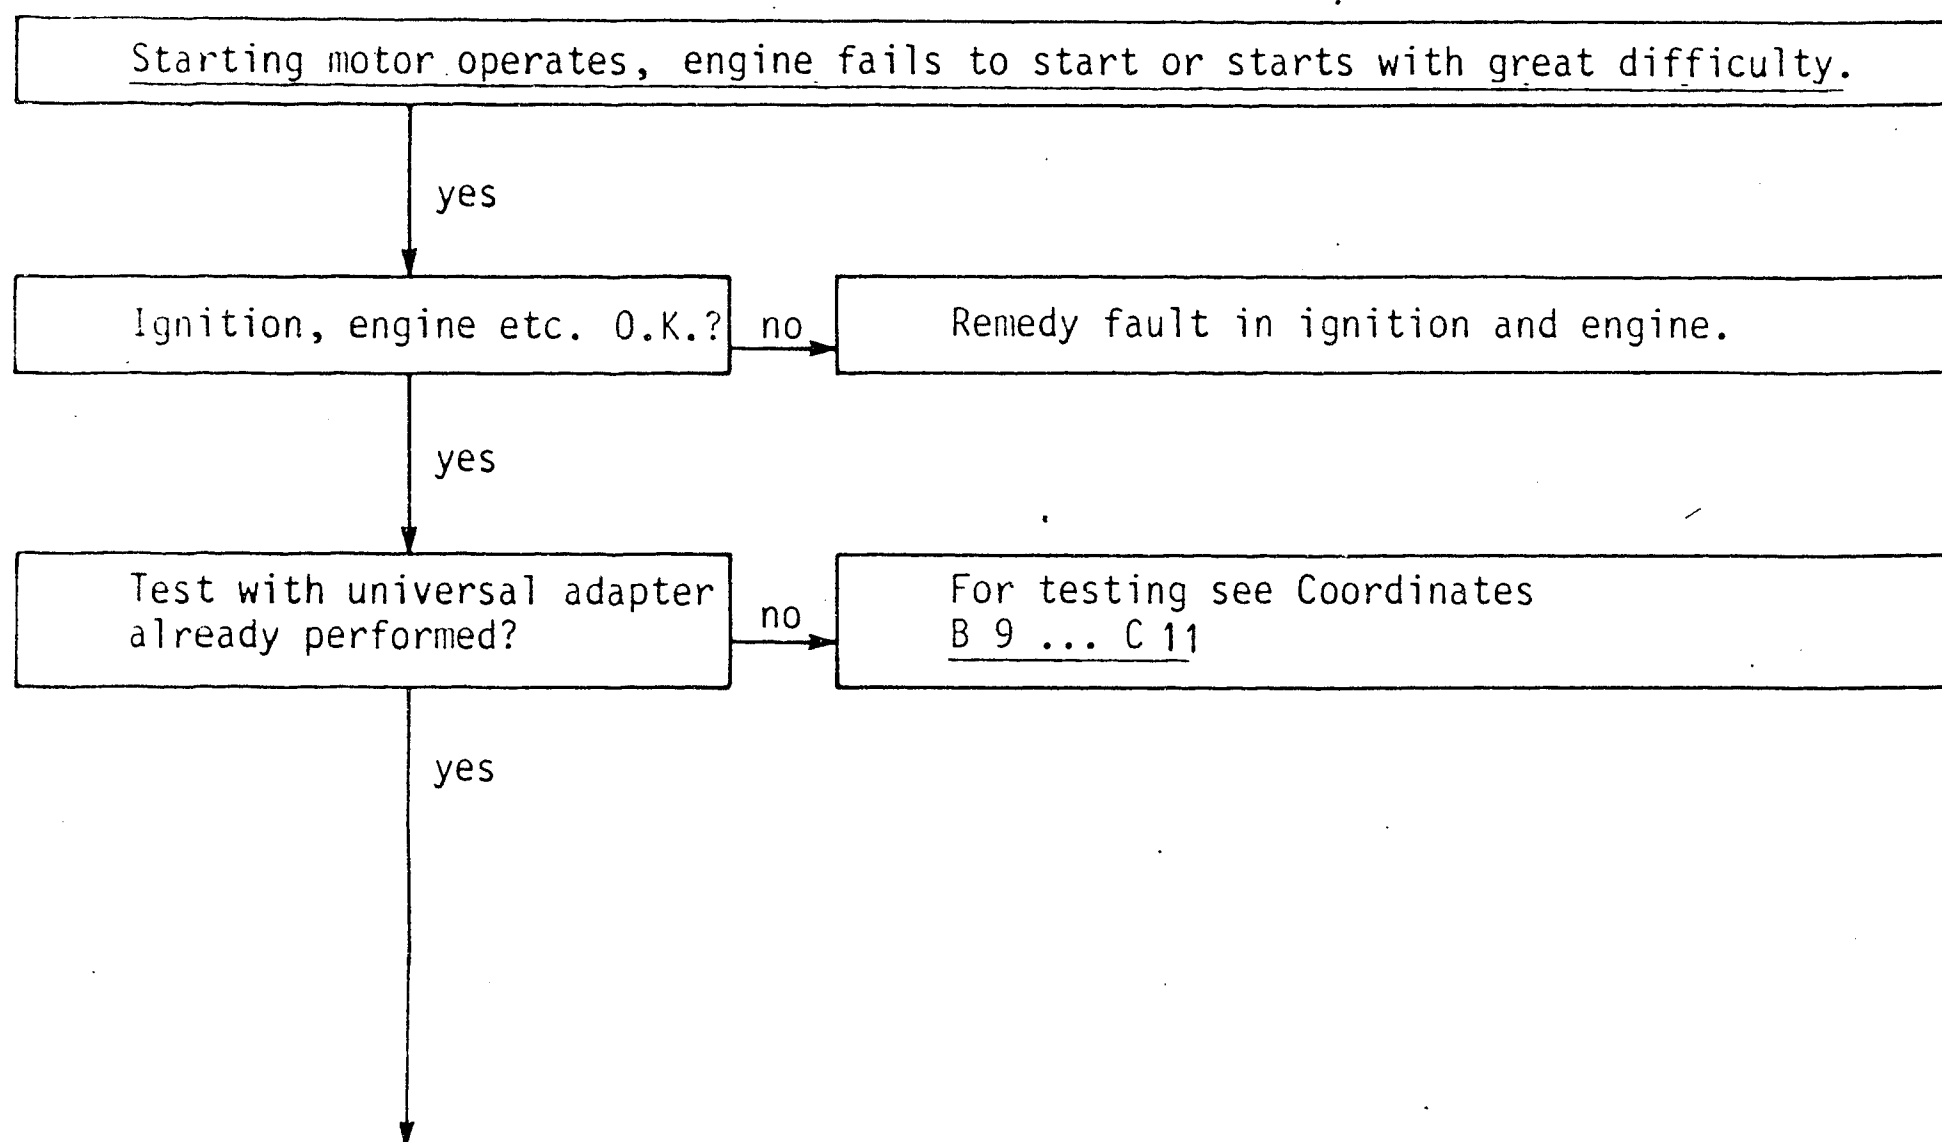 Starting motor operates, engine fails to start or starts with great difficulty.
yes
Ignition, engine etc. O.K.?
no
Remedy fault in ignition and engine.
yes
Test with universal adapter
already performed?
no
For testing see Coordinates
B 9 ... C 11
yes